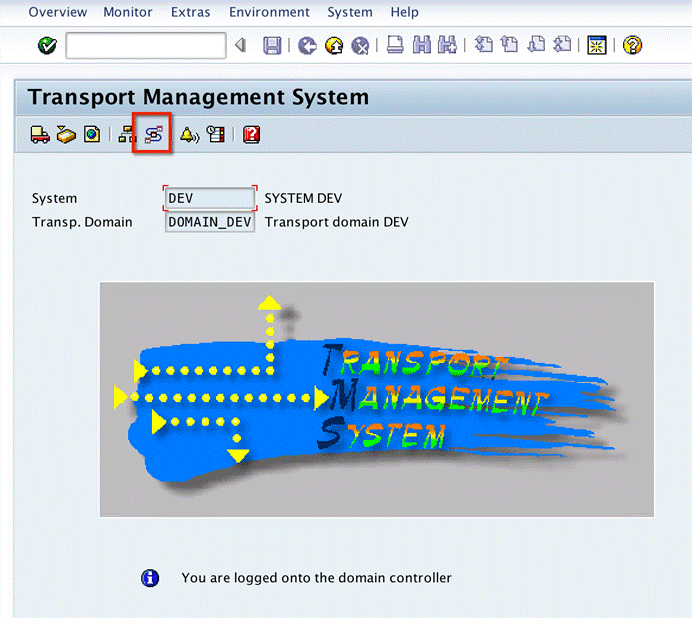 Overview Monitor Extras Environment System Help
Transport Management System
System DEV SYSTEM DEV
Transp. Domain DOMAIN_DEV Transport domain DEV
TRANSPORT
MANAGEMENT
SYSTEM
You are logged onto the domain controller